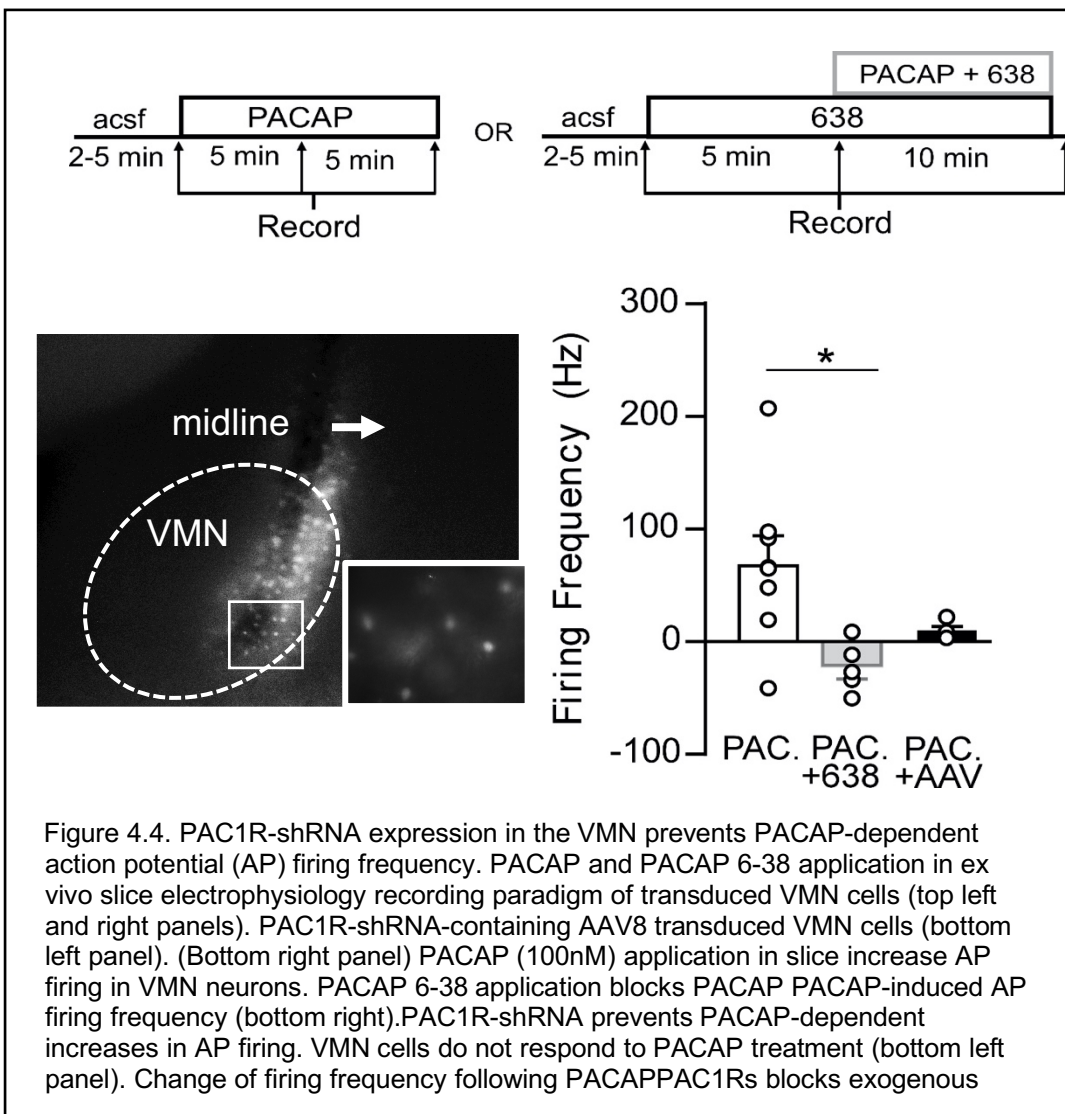 PACAP + 638
acsf PACAP OR acsf 638
2-5 min 5 min 5 min 2-5 min 5 min 10 min
Record Record
300
*
200
100
0
-100
Firing Frequency (Hz)
midline
VMN
PAC. PAC. PAC.
+638 +AAV
Figure 4.4. PAC1R-shRNA expression in the VMN prevents PACAP-dependent
action potential (AP) firing frequency. PACAP and PACAP 6-38 application in ex
vivo slice electrophysiology recording paradigm of transduced VMN cells (top left
and right panels). PAC1R-shRNA-containing AAV8 transduced VMN cells (bottom
left panel). (Bottom right panel) PACAP (100nM) application in slice increase AP
firing in VMN neurons. PACAP 6-38 application blocks PACAP PACAP-induced AP
firing frequency (bottom right).PAC1R-shRNA prevents PACAP-dependent
increases in AP firing. VMN cells do not respond to PACAP treatment (bottom left
panel). Change of firing frequency following PACAPPAC1Rs blocks exogenous